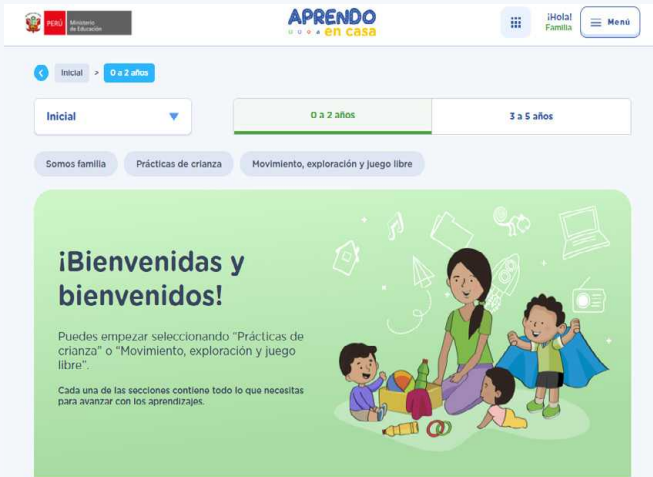 PERÚ
Ministerio
de Educación
APRENDO
en casa
¡Hola!
Familia
Menú
Inicial > 0 a 2 años
Inicial
0 a 2 años
3 a 5 años
Somos familia
Prácticas de crianza
Movimiento, exploración y juego libre
¡Bienvenidas y
bienvenidos!
Puedes empezar seleccionando "Prácticas de
crianza" o "Movimiento, exploración y juego
libre".
Cada una de las secciones contiene todo lo que necesitas
para avanzar con los aprendizajes.